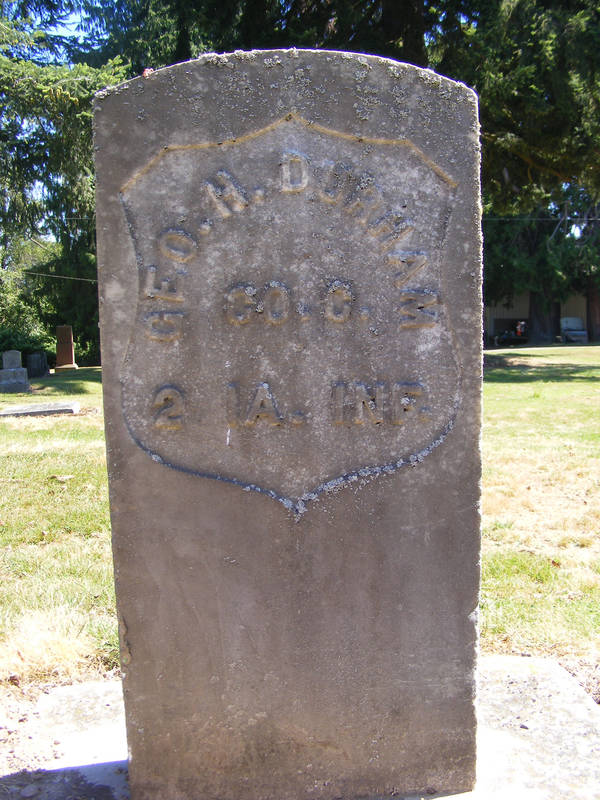 GEO. H. DURHAM
CO. C.
2 IA. INF.